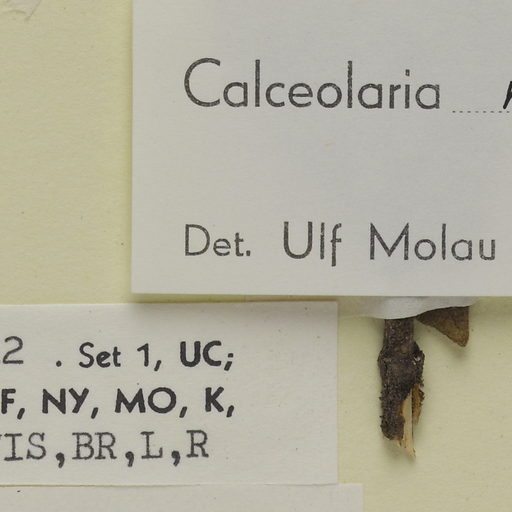 Calceolaria
Det. Ulf Molau
2 . Set 1, UC;
F, NY, MO, K,
IS,BR,L,R